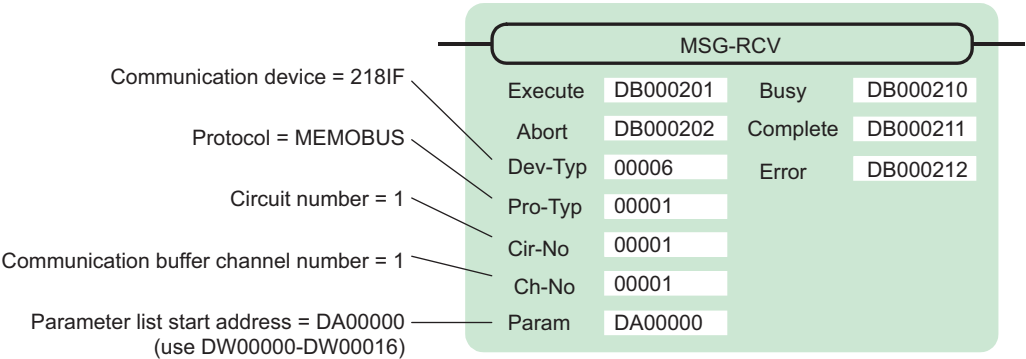 MSG-RCV
Communication device = 218IF
Execute DB000201 Busy DB000210
Protocol = MEMOBUS
Abort DB000202 Complete DB000211
Dev-Typ 00006 Error DB000212
Circuit number = 1
Pro-Typ 00001
Cir-No 00001
Communication buffer channel number = 1
Ch-No 00001
Parameter list start address = DA00000
(use DW00000-DW00016)
Param DA00000